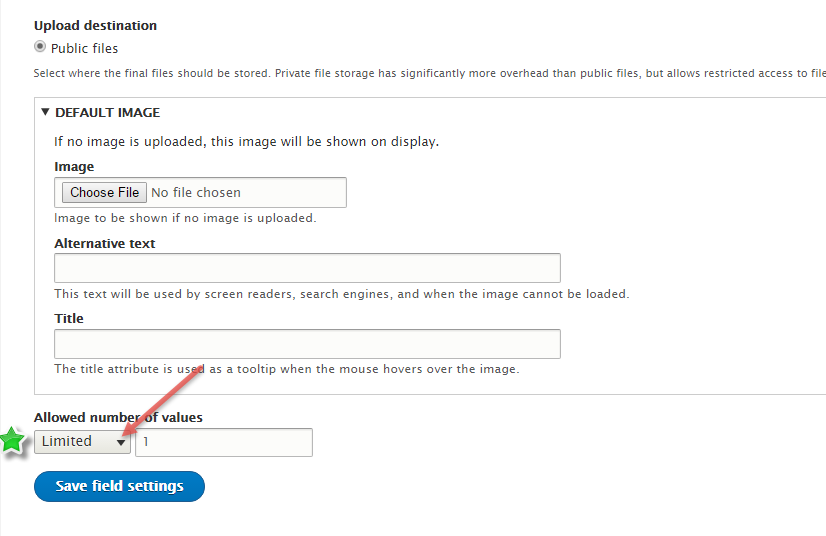 Upload destination
Public files
Select where the final files should be stored. Private file storage has significantly more overhead than public files, but allows restricted access to file
DEFAULT IMAGE
If no image is uploaded, this image will be shown on display.
Image
Choose File No file chosen
Image to be shown if no image is uploaded.
Alternative text
This text will be used by screen readers, search engines, and when the image cannot be loaded.
Title
The title attribute is used as a tooltip when the mouse hovers over the image.
Allowed number of values
Limited 1
Save field settings